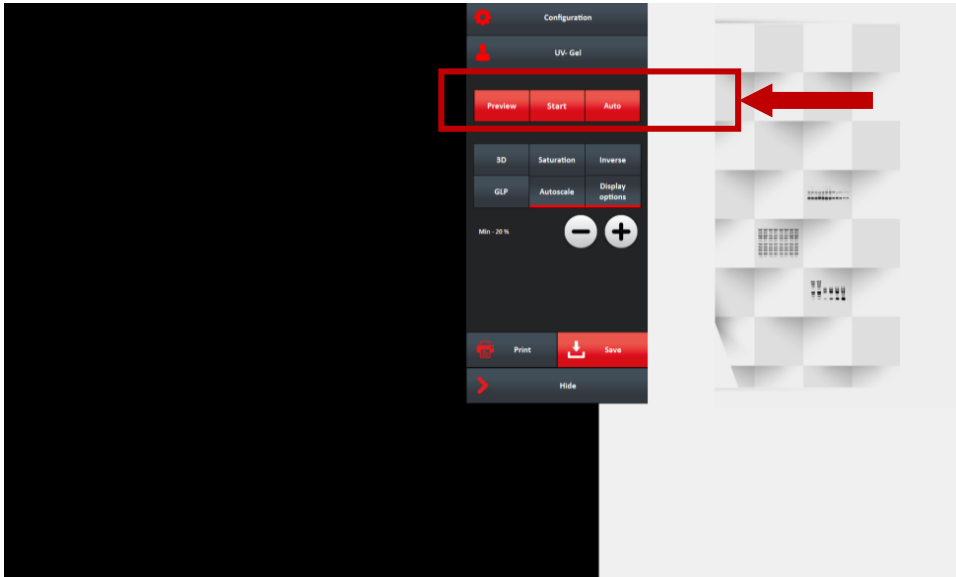 Configuration
UV- Gel
Preview Start Auto
3D Saturation Inverse
GLP Autoscale Display options
Min - 20 %
Print Save
Hide